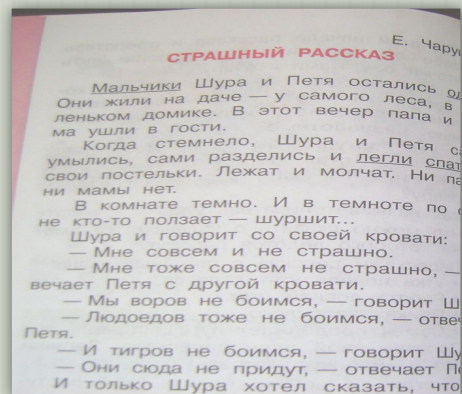 Е. Чару
СТРАШНЫЙ РАССКАЗ
Мальчики Шура и Петя остались
Они жили на даче — у самого леса, в
леньком домике. В этот вечер папа и
ма ушли в гости.
Когда стемнело, Шура и Петя
умылись, сами разделись и легли спат
свои постельки. Лежат и молчат. Ни
ни мамы нет.
В комнате темно. И в темноте по
не кто-то ползает — шуршит...
Шура и говорит со своей кровати:
— Мне совсем и не страшно.
— Мне тоже совсем не страшно, —
вечает Петя с другой кровати.
— Мы воров не боимся, — говорит
— Людоедов тоже не боимся, — отве
Петя.
— И тигров не боимся, — говорит Шу
— Они сюда не придут, — отвечает
И только Шура хотел сказать, что